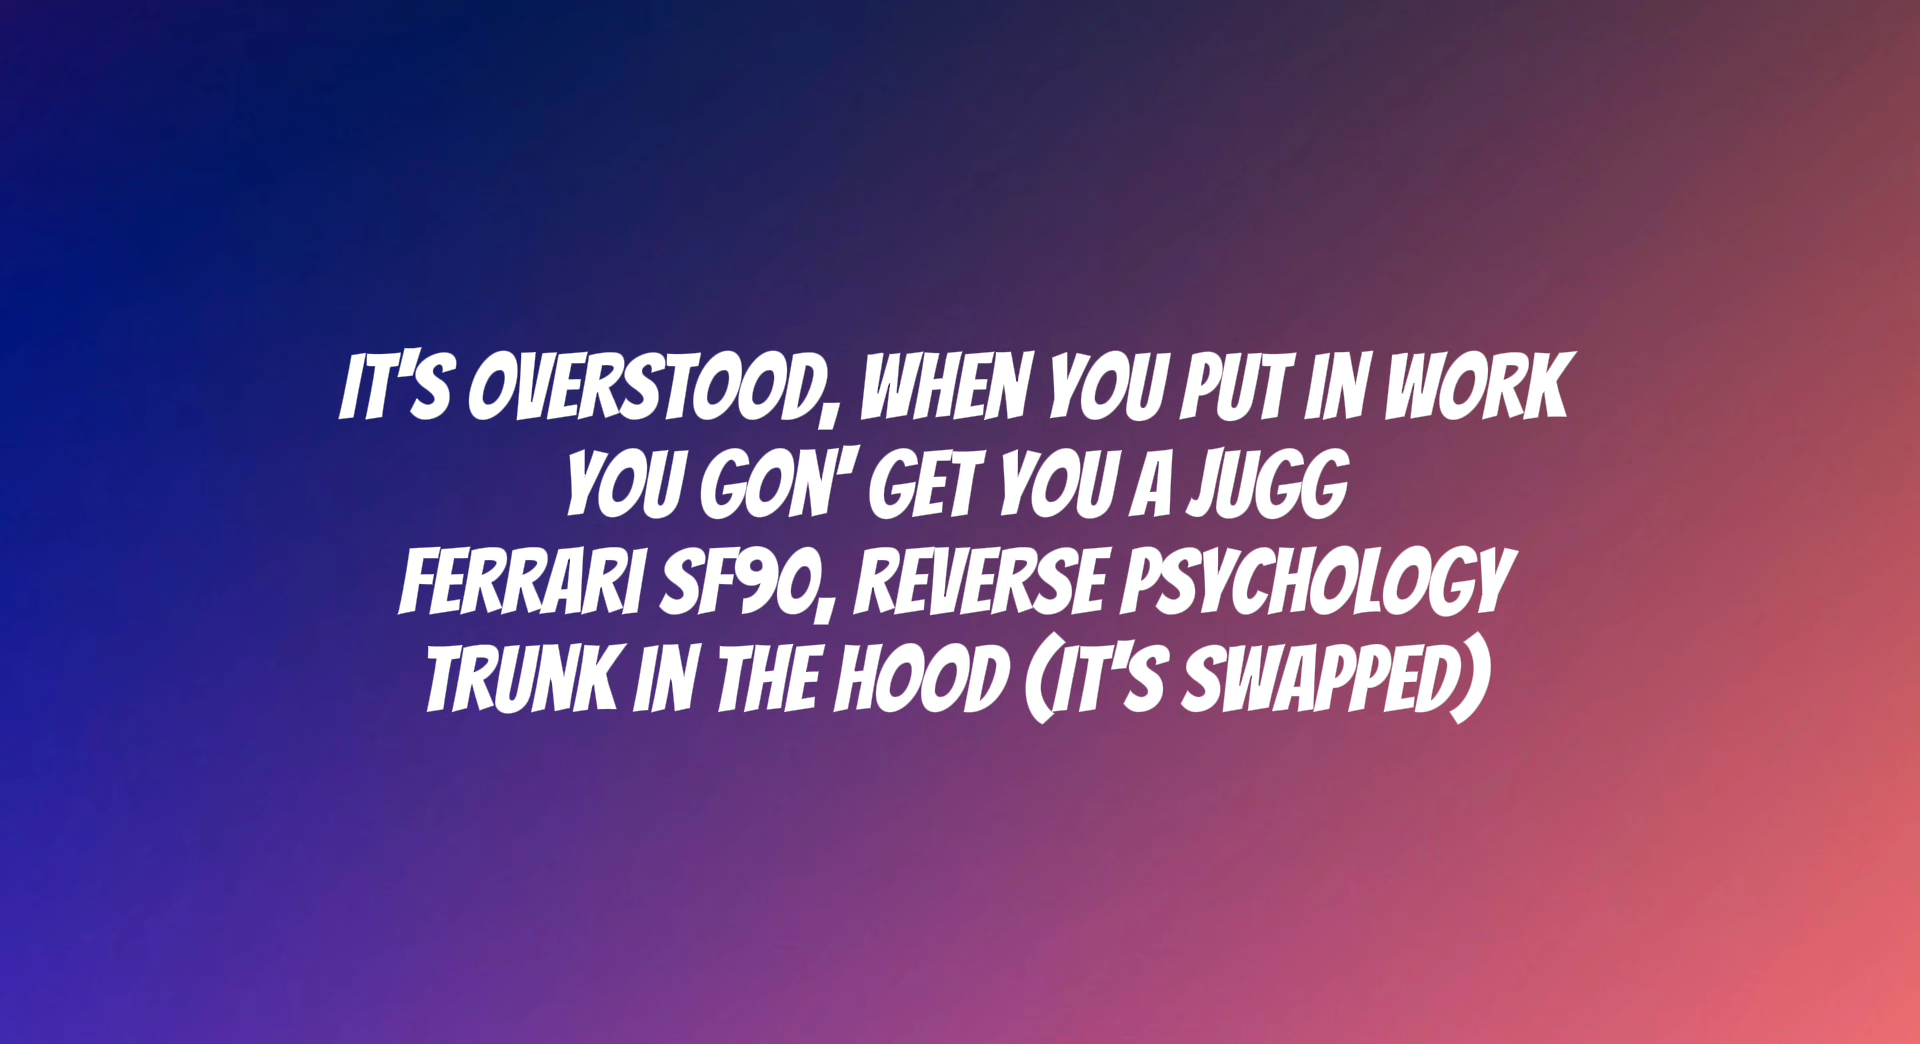 IT'S OVERSTOOD, WHEN YOU PUT IN WORK
YOU GON' GET YOU A JUGG
FERRARI SF90, REVERSE PSYCHOLOGY
TRUNK IN THE HOOD (IT'S SWAPPED)